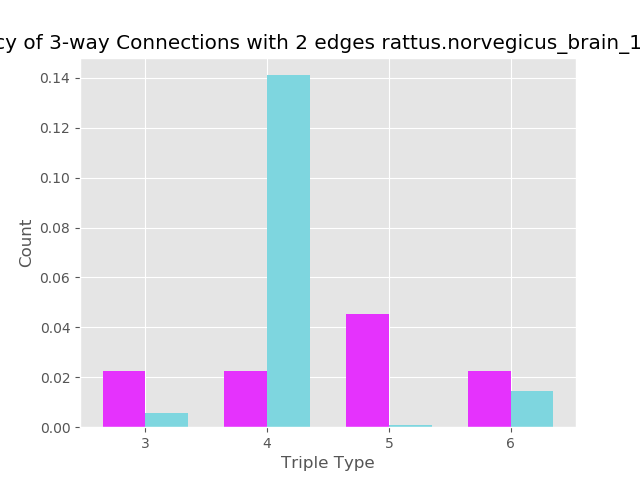 cy of 3-way Connections with 2 edges rattus.norvegicus_brain_1
0.14
0.12
0.10
0.08
0.06
0.04
0.02
0.00
Count
3 4 5 6
Triple Type